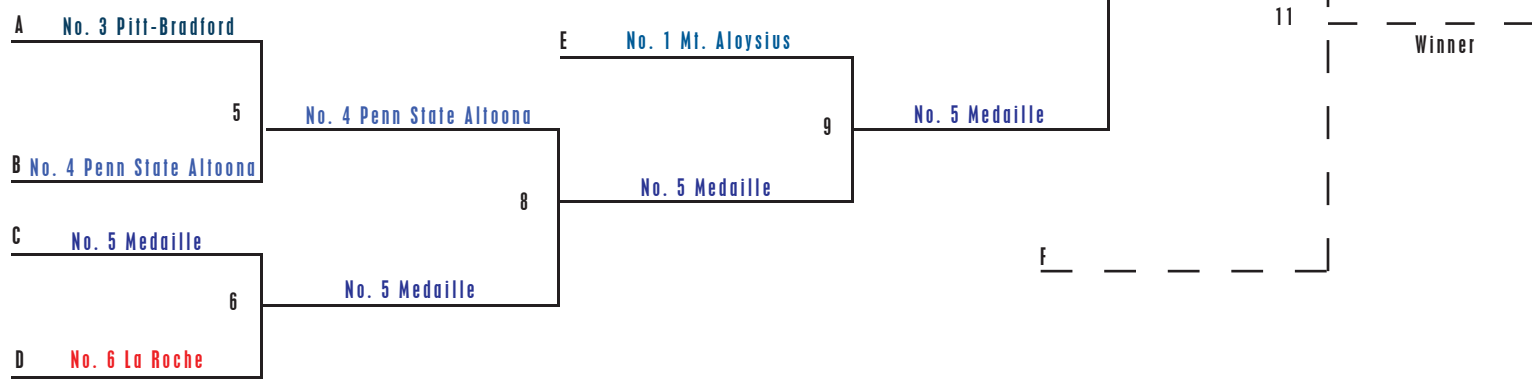 A No. 3 Pitt-Bradford
5
B No. 4 Penn State Altoona
No. 4 Penn State Altoona
C No. 5 Medaille
6
D No. 6 La Roche
No. 5 Medaille
8
E No. 1 Mt. Aloysius
9
No. 5 Medaille
No. 5 Medaille
F
11
Winner